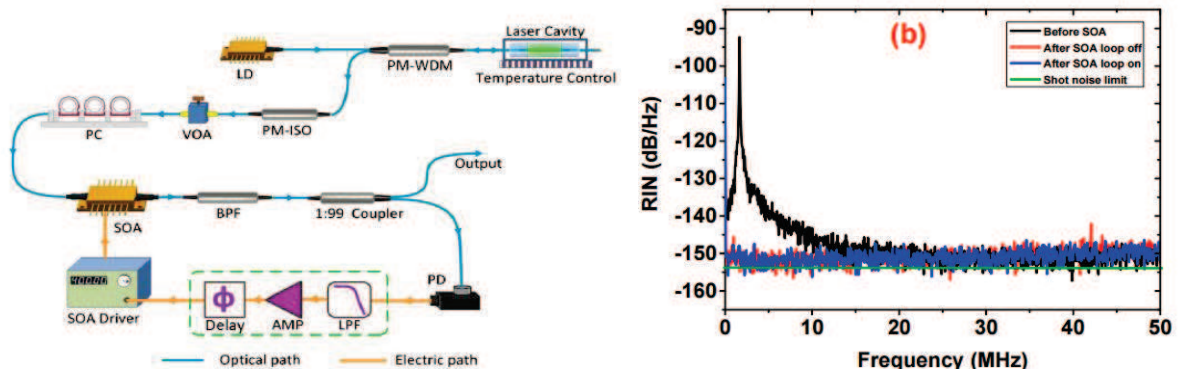 LD
PM-WDM
Laser Cavity
Temperature Control
PC
VOA
PM-ISO
Output
SOA
BPF
1:99 Coupler
40000
SOA Driver
Φ
Delay
AMP
LPF
PD
Optical path
Electric path
(b)
Before SOA
After SOA loop off
After SOA loop on
Shot noise limit
RIN (dB/Hz)
-90
-100
-110
-120
-130
-140
-150
-160
0
10
20
30
40
50
Frequency (MHz)